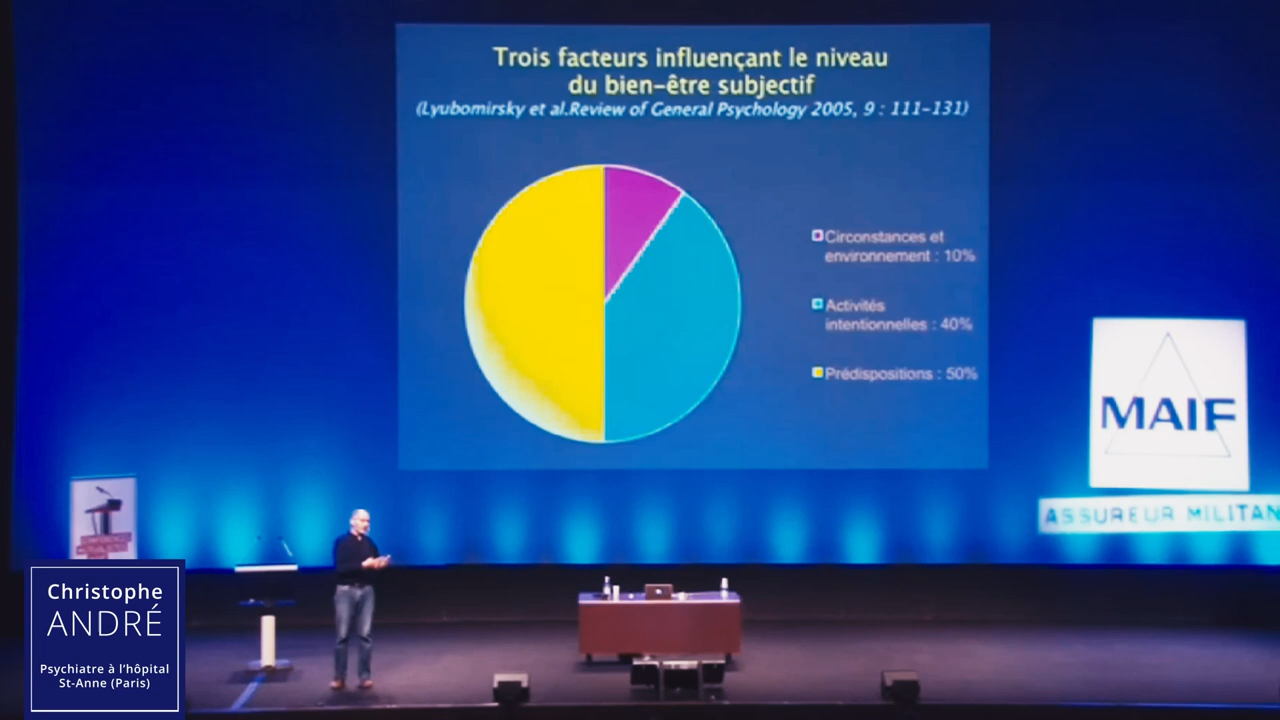 Trois facteurs influençant le niveau
du bien-être subjectif
(Lyubomirsky et al.Review of General Psychology 2005, 9 : 111-131)
Circonstances et
environnement : 10%
Activités
intentionnelles : 40%
Prédispositions : 50%
MAIF
ASSUREUR MILITAN
Christophe
ANDRÉ
Psychiatre à l'hôpital
St-Anne (Paris)